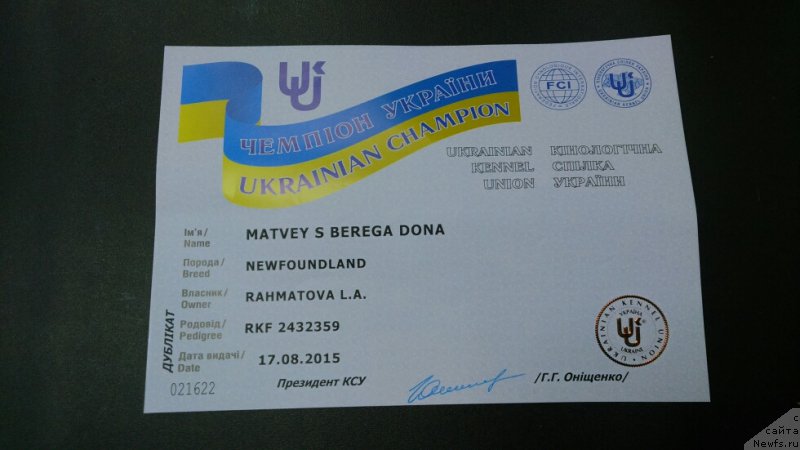 ЧЕМПІОН УКРАЇНИ
UKRAINIAN CHAMPION
FCI
UKRAINIAN КІНОЛОГІЧНА
KENNEL СПІЛКА
UNION УКРАЇНИ
Ім'я/
Name
MATVEY S BEREGA DONA
Порода/
Breed
NEWFOUNDLAND
Власник/
Owner
RAHMATOVA L.A.
Родовід/
Pedigree
RKF 2432359
Дата видачі/
Date
17.08.2015
ДУБЛІКАТ
021622
Президент КСУ
/Г.Г. Оніщенко/
UKRAINIAN KENNEL UNION
УКРАЇНА
UKRAINE
с
сайта
Newfs.ru